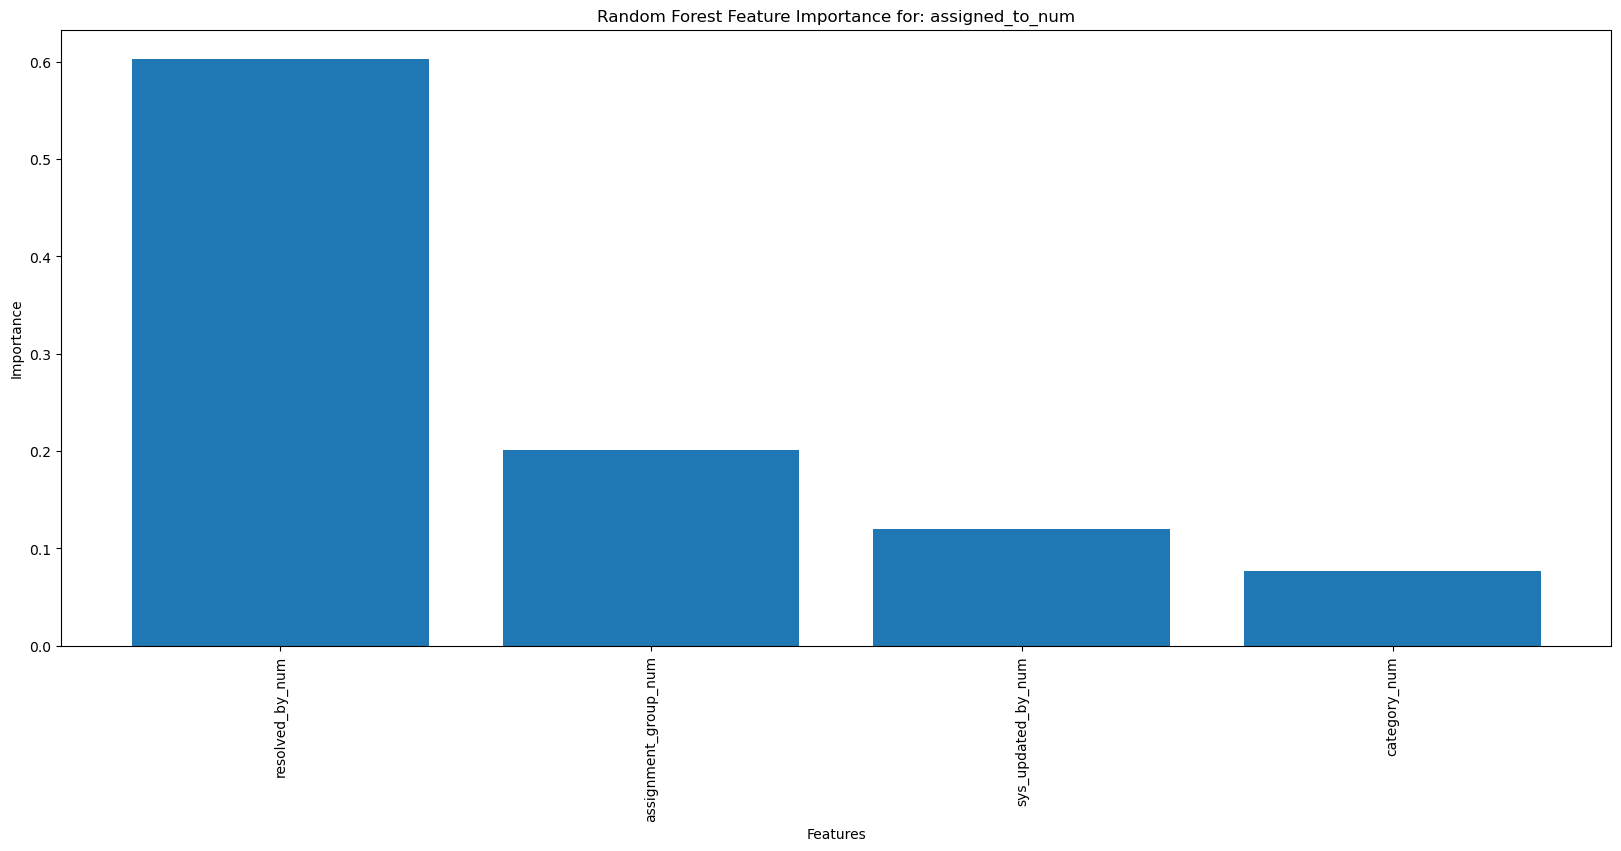 Random Forest Feature Importance for: assigned_to_num
0.6
0.5
0.4
0.3
0.2
0.1
0.0
Importance
resolved_by_num
assignment_group_num
sys_updated_by_num
category_num
Features